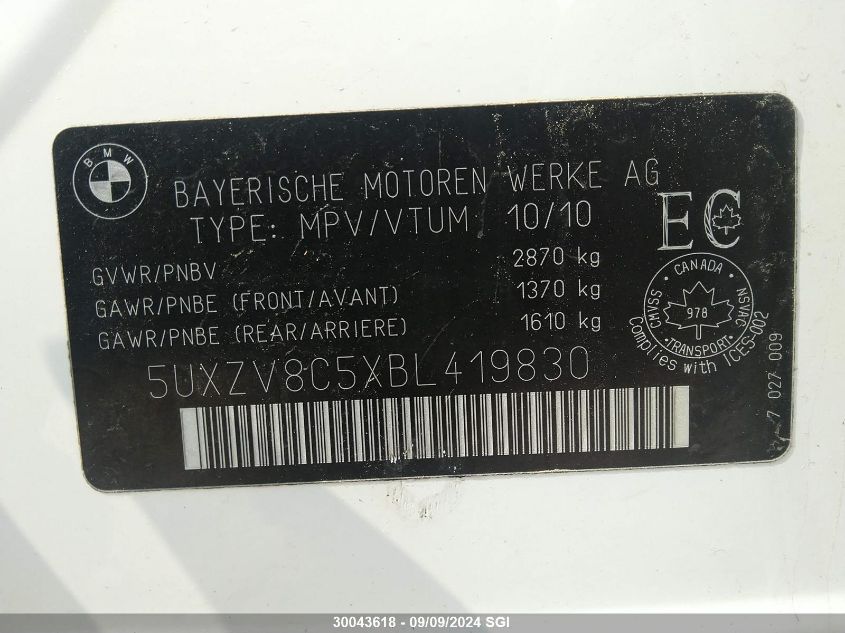 BMW
BAYERISCHE MOTOREN WERKE AG
TYPE: MPV/VTUM 10/10
EC
GVWR/PNBV 2870 kg
GAWR/PNBE (FRONT/AVANT) 1370 kg
GAWR/PNBE (REAR/ARRIERE) 1610 kg
CANADA
CMVSS 978 NSVAC
TRANSPORT
Complies with ICES-002
7 027 009
5UXZV8C5XBL419830
30043618 - 09/09/2024 SGI